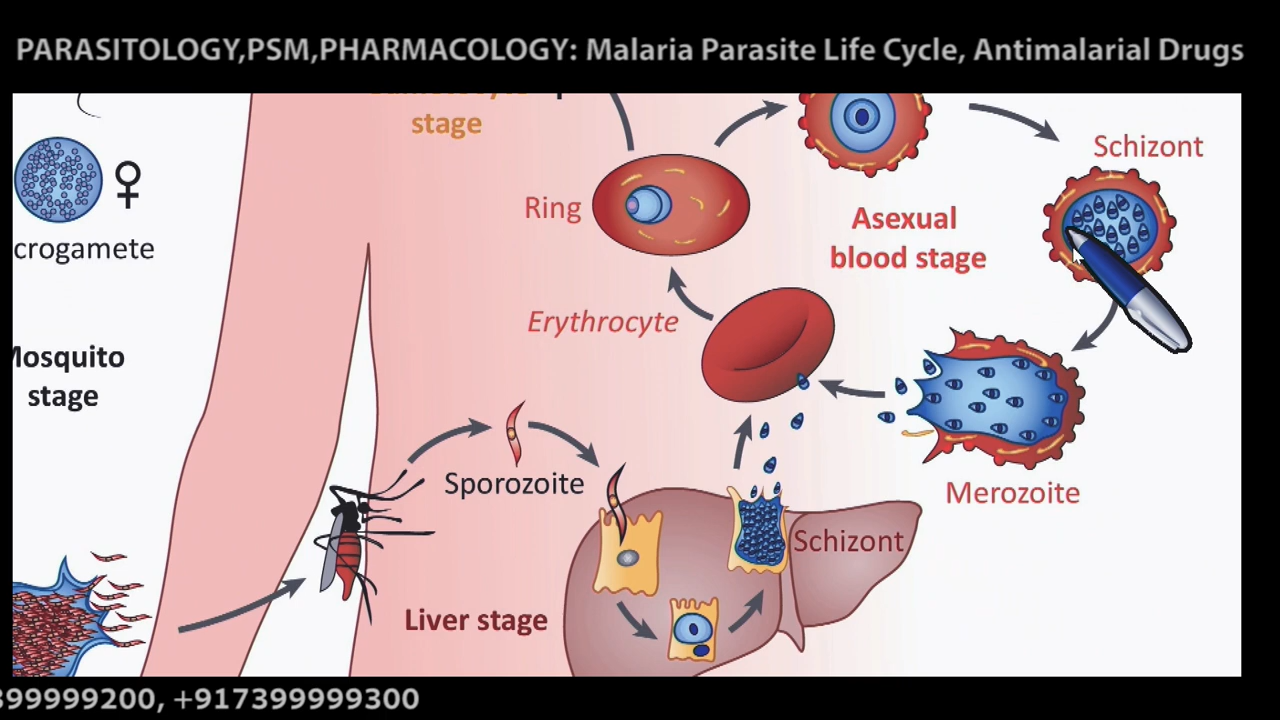 PARASITOLOGY,PSM,PHARMACOLOGY: Malaria Parasite Life Cycle, Antimalarial Drugs
stage
Schizont
Ring
Asexual
blood stage
crogamete
Erythrocyte
Mosquito
stage
Sporozoite
Merozoite
Schizont
Liver stage
399999200, +917399999300